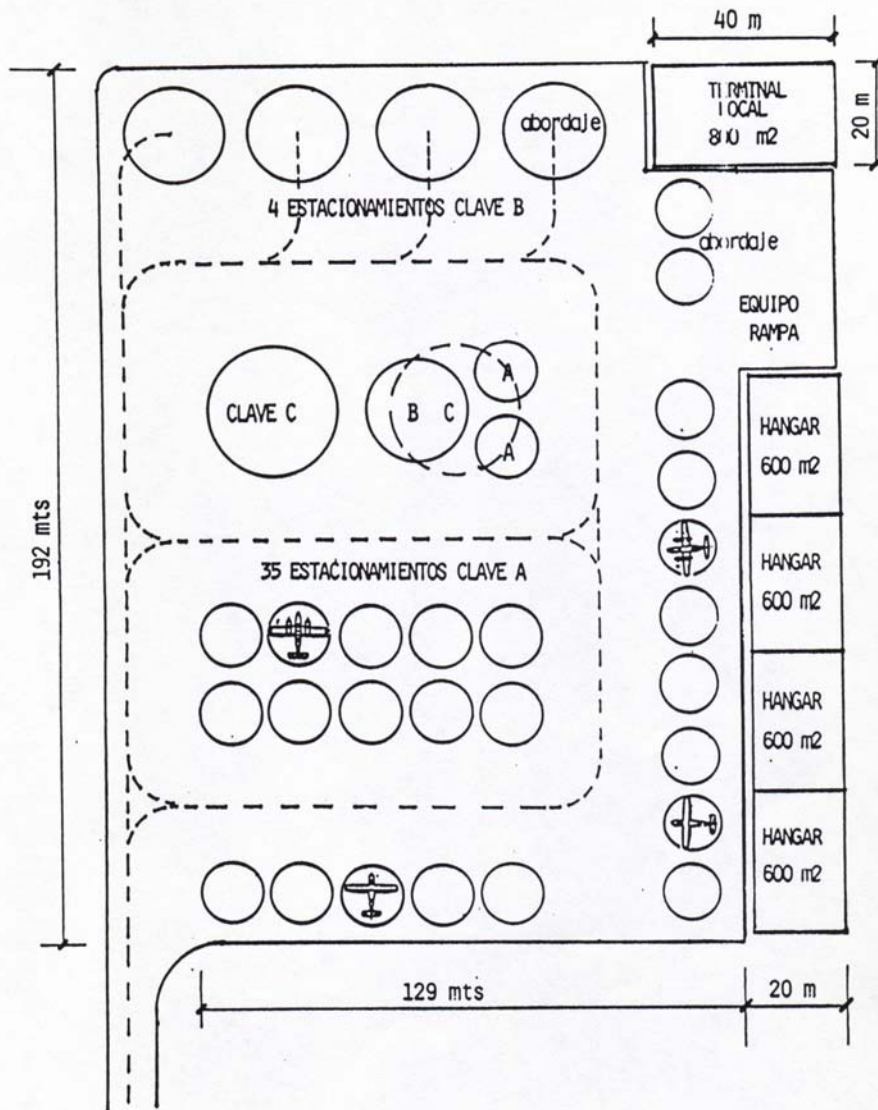 40 m
TERMINAL
LOCAL
800 m2
20 m
abordaje
4 ESTACIONAMIENTOS CLAVE B
abordaje
EQUIPO
RAMPA
CLAVE C
B C
A
A
192 mts
35 ESTACIONAMIENTOS CLAVE A
HANGAR
600 m2
HANGAR
600 m2
HANGAR
600 m2
HANGAR
600 m2
129 mts
20 m